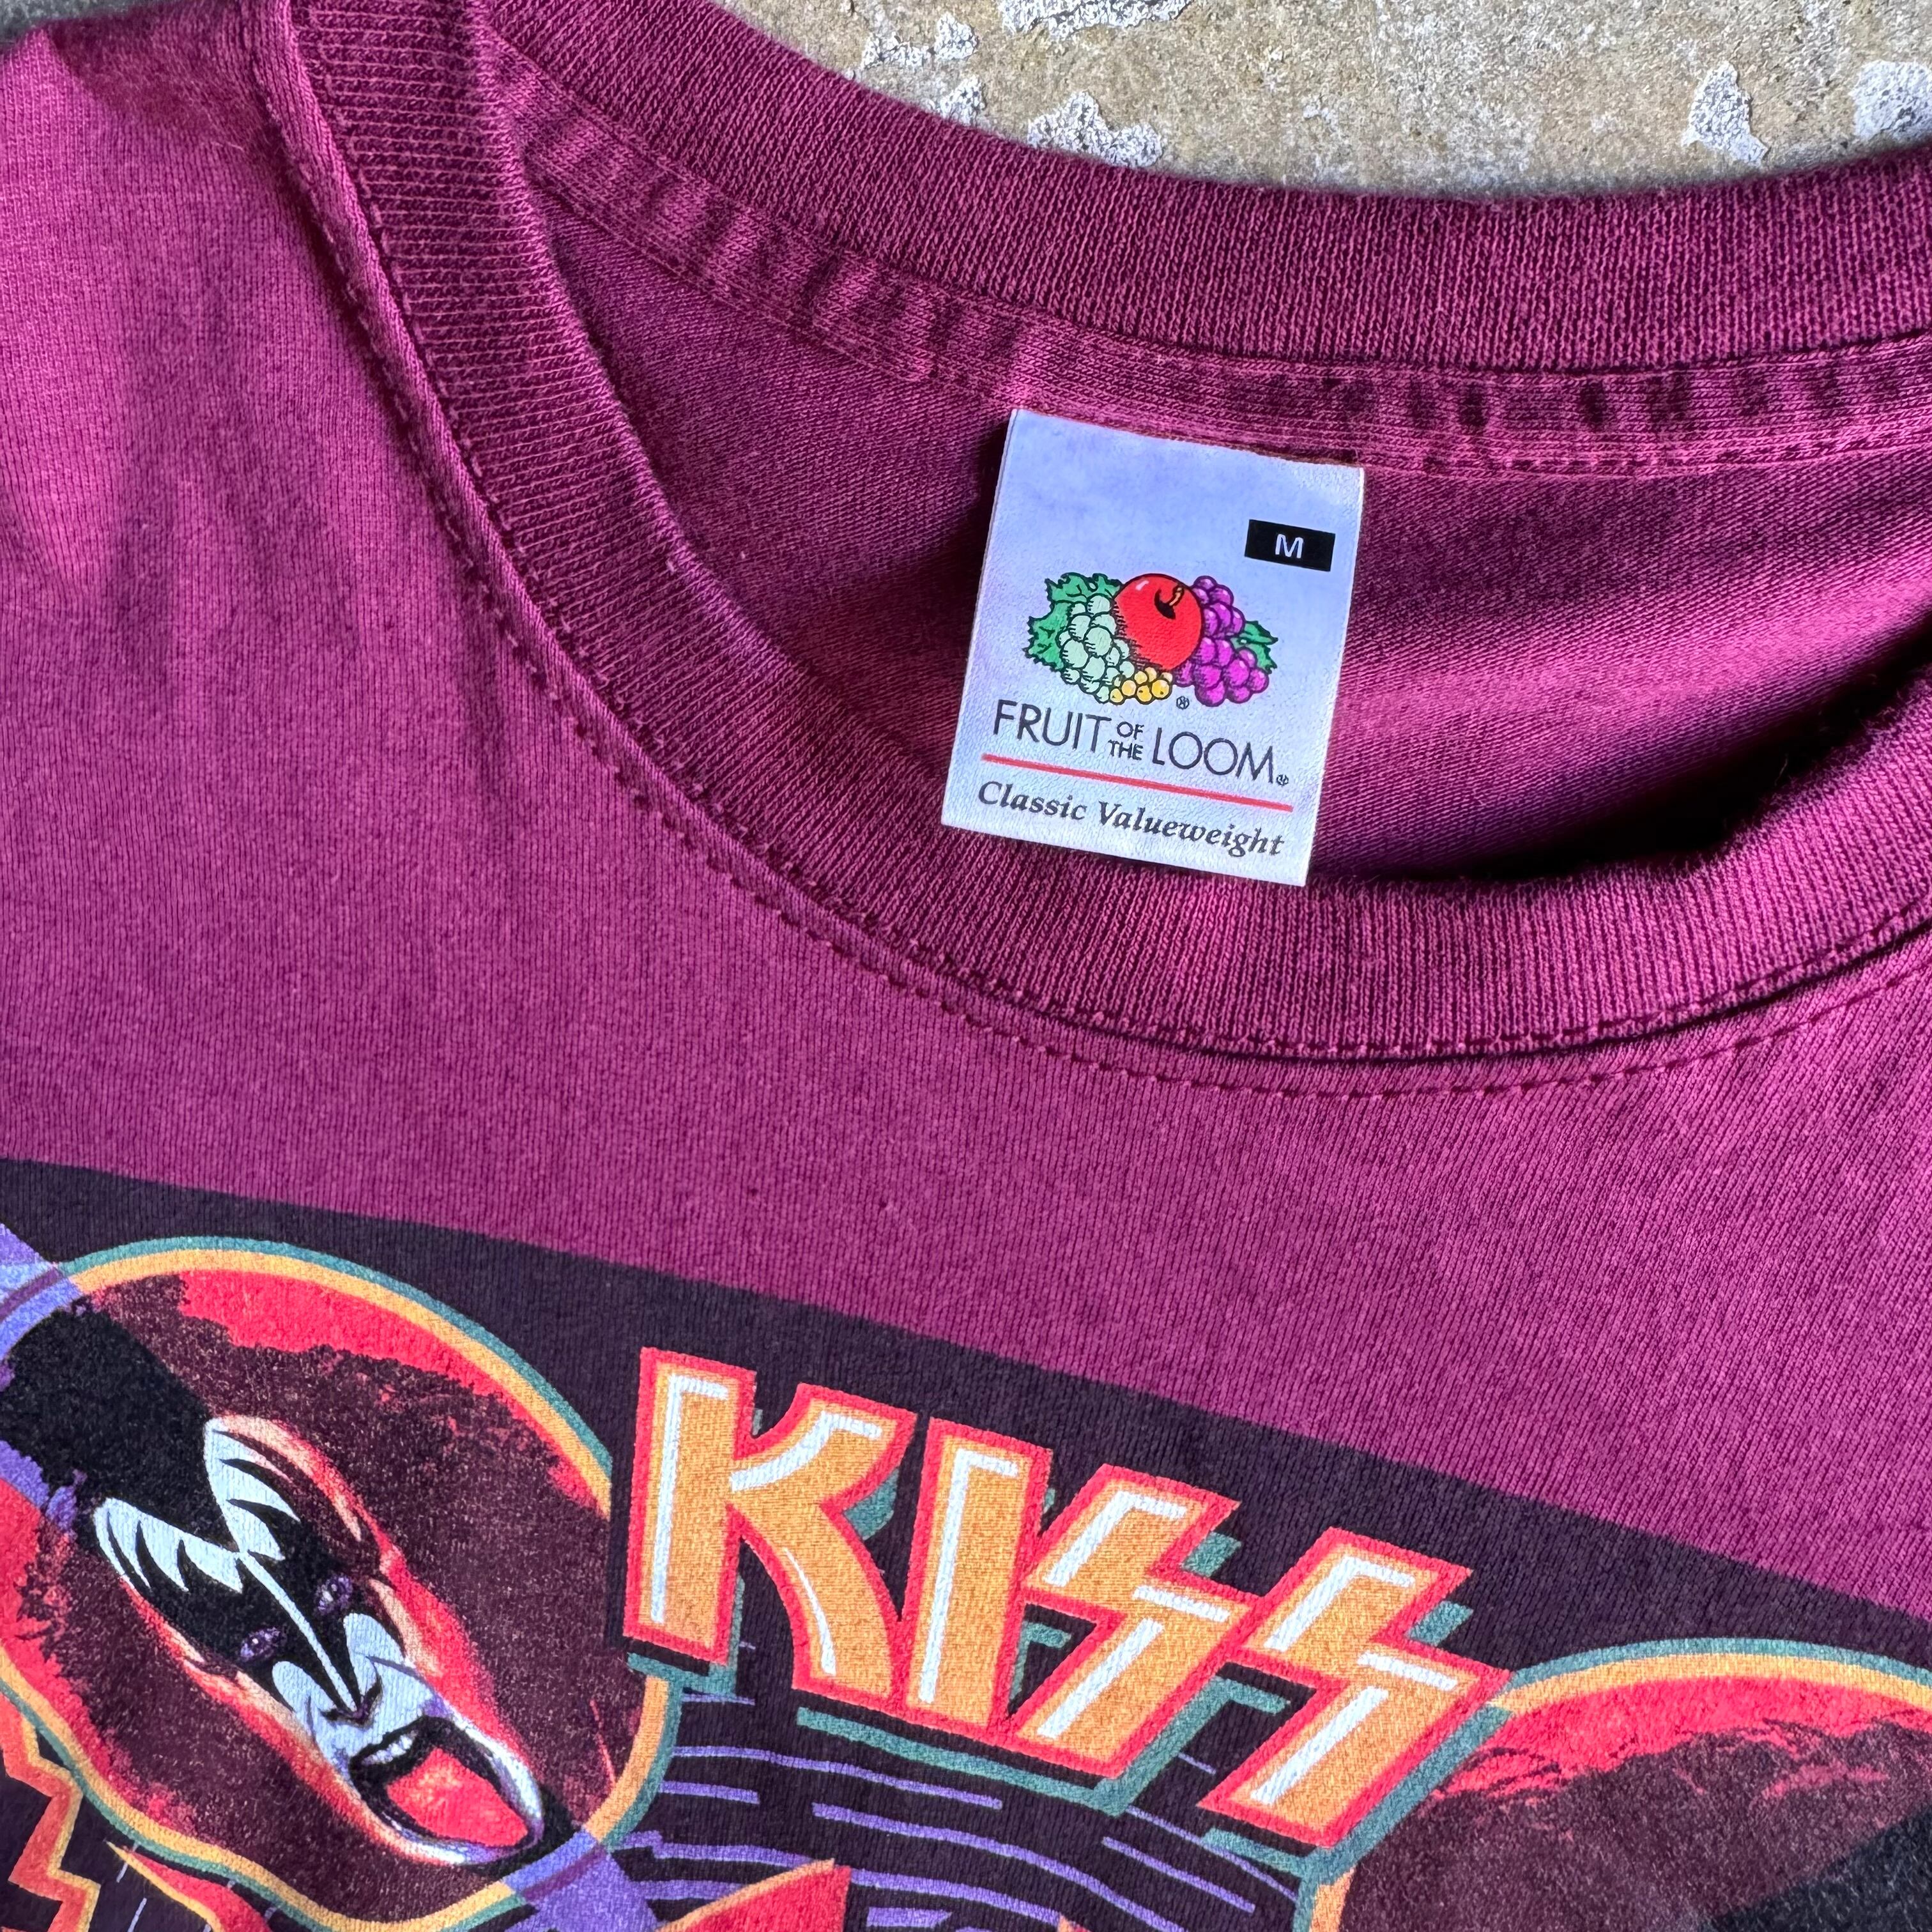 M
FRUIT OF THE LOOM
Classic Valueweight
KISS